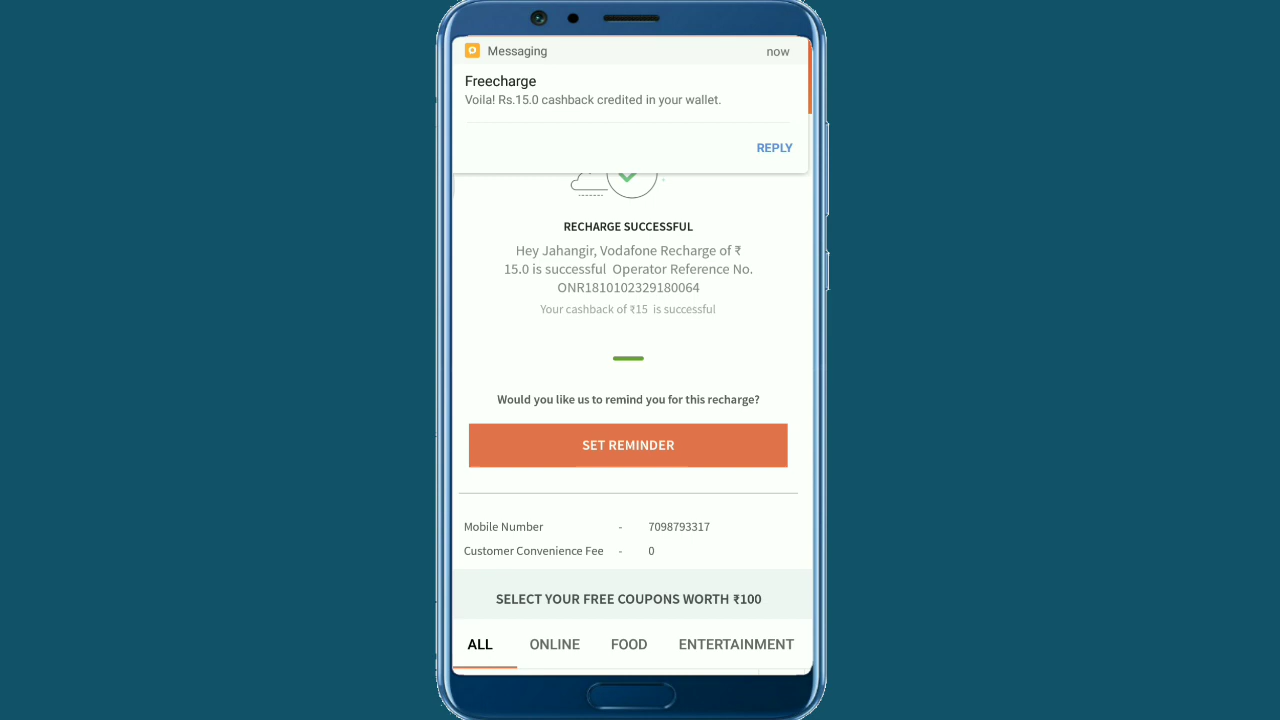 Messaging now
Freecharge
Voila! Rs.15.0 cashback credited in your wallet.
REPLY
RECHARGE SUCCESSFUL
Hey Jahangir, Vodafone Recharge of ₹
15.0 is successful Operator Reference No.
ONR1810102329180064
Your cashback of ₹15 is successful
Would you like us to remind you for this recharge?
SET REMINDER
Mobile Number - 7098793317
Customer Convenience Fee - 0
SELECT YOUR FREE COUPONS WORTH ₹100
ALL ONLINE FOOD ENTERTAINMENT